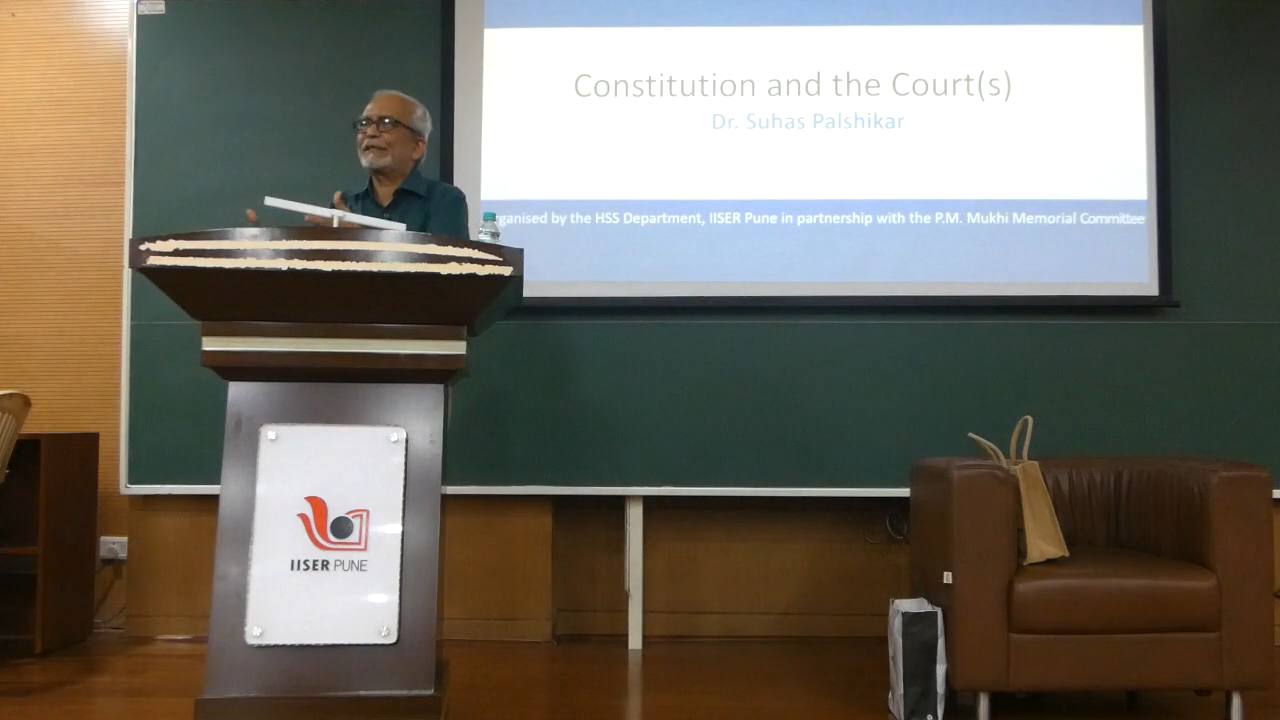 Constitution and the Court(s)
Dr. Suhas Palshikar
rganised by the HSS Department, IISER Pune in partnership with the P.M. Mukhi Memorial Committee
IISER PUNE